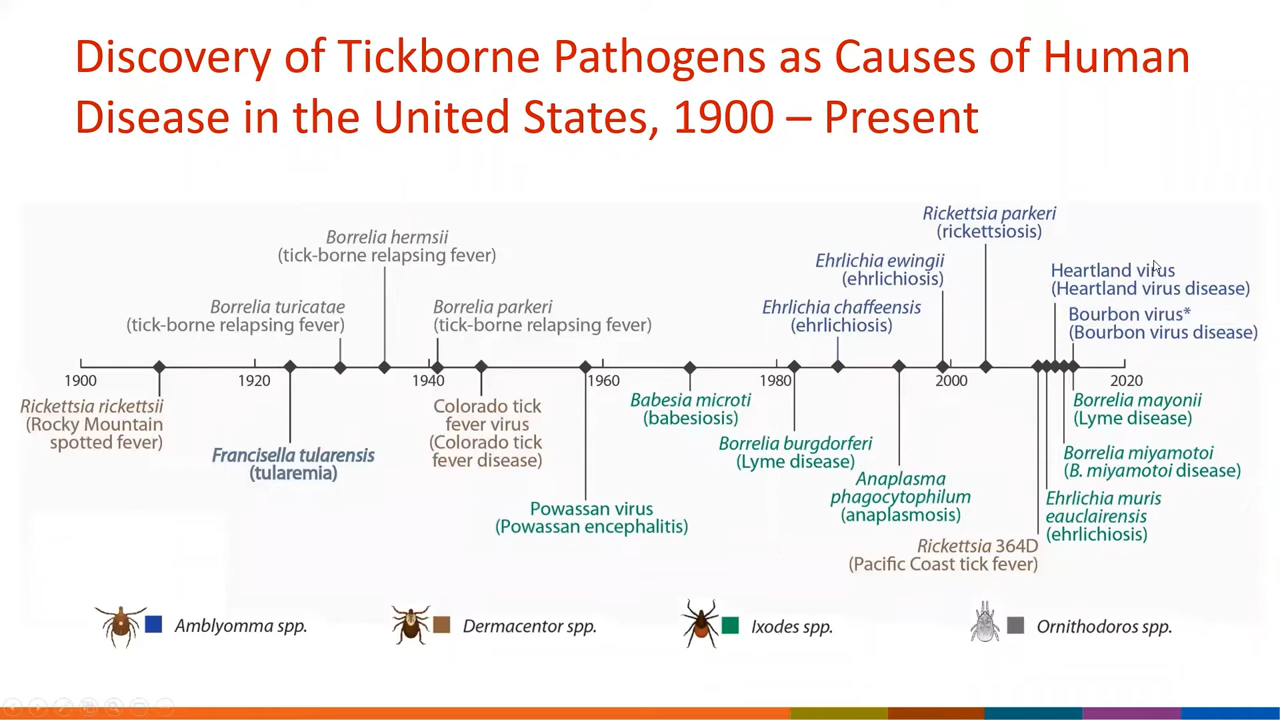 Discovery of Tickborne Pathogens as Causes of Human
Disease in the United States, 1900 – Present
Rickettsia parkeri
(rickettsiosis)
Borrelia hermsii
(tick-borne relapsing fever)
Ehrlichia ewingii
(ehrlichiosis)
Heartland virus
(Heartland virus disease)
Borrelia turicatae
(tick-borne relapsing fever)
Borrelia parkeri
(tick-borne relapsing fever)
Ehrlichia chaffeensis
(ehrlichiosis)
Bourbon virus*
(Bourbon virus disease)
1900
1920
1940
1960
1980
2000
2020
Rickettsia rickettsii
(Rocky Mountain
spotted fever)
Francisella tularensis
(tularemia)
Colorado tick
fever virus
(Colorado tick
fever disease)
Powassan virus
(Powassan encephalitis)
Babesia microti
(babesiosis)
Borrelia burgdorferi
(Lyme disease)
Anaplasma
phagocytophilum
(anaplasmosis)
Rickettsia 364D
(Pacific Coast tick fever)
Borrelia mayonii
(Lyme disease)
Borrelia miyamotoi
(B. miyamotoi disease)
Ehrlichia muris
eauclairensis
(ehrlichiosis)
Amblyomma spp.
Dermacentor spp.
Ixodes spp.
Ornithodoros spp.